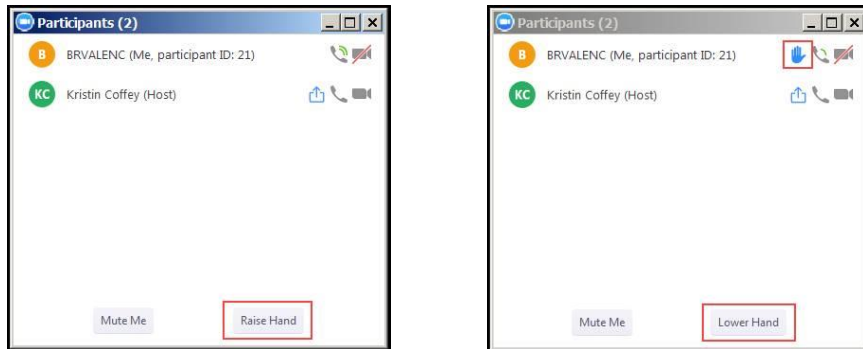 Participants (2)
B BRVALENC (Me, participant ID: 21)
KC Kristin Coffey (Host)
Mute Me Raise Hand
Participants (2)
B BRVALENC (Me, participant ID: 21)
KC Kristin Coffey (Host)
Mute Me Lower Hand